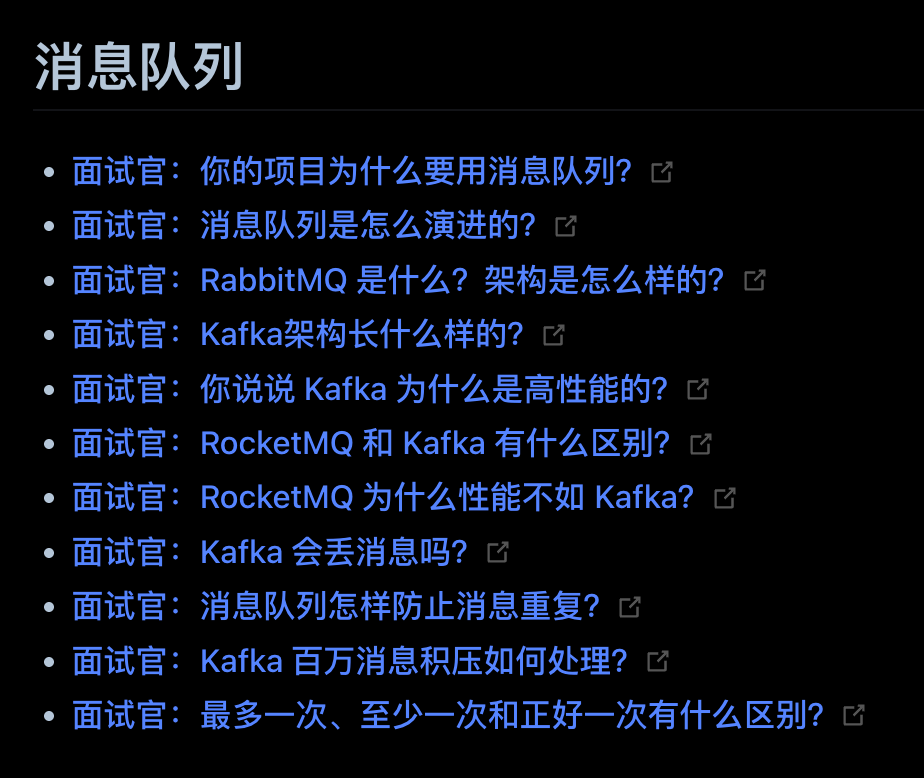 消息队列
面试官：你的项目为什么要用消息队列?
面试官：消息队列是怎么演进的?
面试官：RabbitMQ 是什么？架构是怎么样的?
面试官：Kafka架构长什么样的?
面试官：你说说 Kafka 为什么是高性能的?
面试官：RocketMQ 和 Kafka 有什么区别?
面试官：RocketMQ 为什么性能不如 Kafka?
面试官：Kafka 会丢消息吗?
面试官：消息队列怎样防止消息重复?
面试官：Kafka 百万消息积压如何处理?
面试官：最多一次、至少一次和正好一次有什么区别?